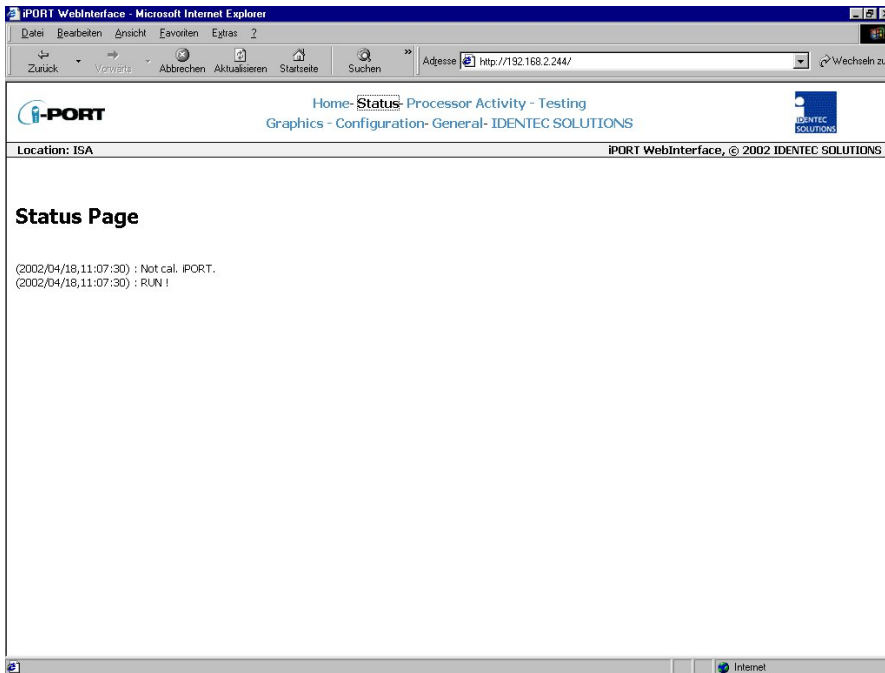 iPORT WebInterface - Microsoft Internet Explorer
Datei Bearbeiten Ansicht Favoriten Extras ?
Zurück Vorwärts Abbrechen Aktualisieren Startseite Suchen » Adresse http://192.168.2.244/ Wechseln zu
i-PORT
Home- Status- Processor Activity - Testing
Graphics - Configuration- General- IDENTEC SOLUTIONS
IDENTEC
SOLUTIONS
Location: ISA iPORT WebInterface, © 2002 IDENTEC SOLUTIONS
Status Page
(2002/04/18,11:07:30) : Not cal. iPORT.
(2002/04/18,11:07:30) : RUN !
Internet